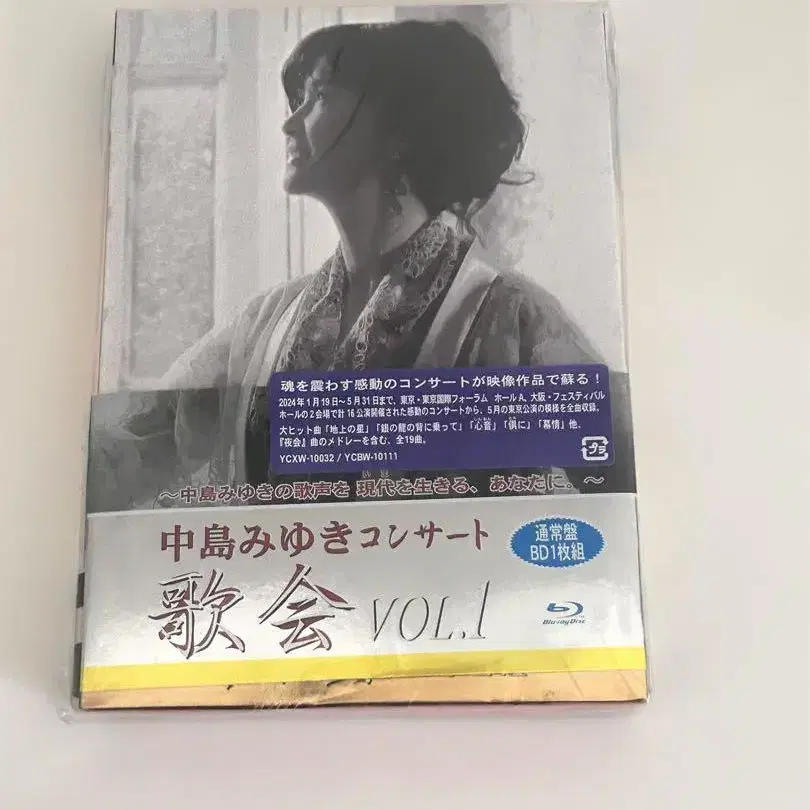 魂を震わす感動のコンサートが映像作品で蘇る！
2024年1月19日～5月31日まで、東京・東京国際フォーラム ホールA、大阪・フェスティバル
ホールの2会場で計16公演開催された感動のコンサートから、5月の東京公演の模様を全曲収録。
大ヒット曲「地上の星」「銀の龍の背に乗って」「心音」「倶に」「慕情」他、
『夜会』曲のメドレーを含む、全19曲。
YCXW-10032 / YCBW-10111
～中島みゆきの歌声を 現代を生きる、あなたに。～
中島みゆきコンサート
歌会 VOL.1
通常盤
BD1枚組
Blu-ray Disc